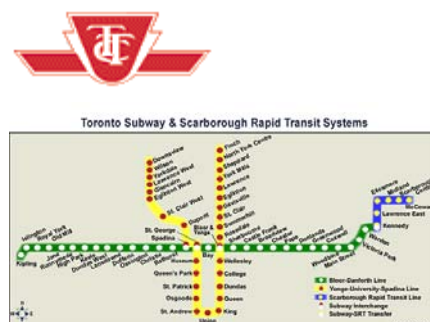 TTC
Toronto Subway & Scarborough Rapid Transit Systems
Downsview
Wilson
Yorkdale
Lawrence West
Glencairn
Eglinton West
St. Clair West
Dupont
Spadina
St. George
Museum
Queen's Park
St. Patrick
Osgoode
St. Andrew
Union
King
Queen
Dundas
College
Wellesley
Bloor &
Yonge
Rosedale
Summerhill
St. Clair
Davisville
Eglinton
Lawrence
York Mills
Sheppard
North York Centre
Finch
Kipling
Islington
Royal York
Old Mill
Jane
Runnymede
High Park
Keele
Dundas West
Lansdowne
Dufferin
Ossington
Christie
Bathurst
Bay
Sherbourne
Castle Frank
Broadview
Chester
Pape
Donlands
Greenwood
Coxwell
Woodbine
Main Street
Victoria Park
Warden
Kennedy
Lawrence East
Ellesmere
Midland
Bloor-Danforth Line
Yonge-University-Spadina Line
Scarborough Rapid Transit Line
Subway Interchange
Subway-SRT Transfer